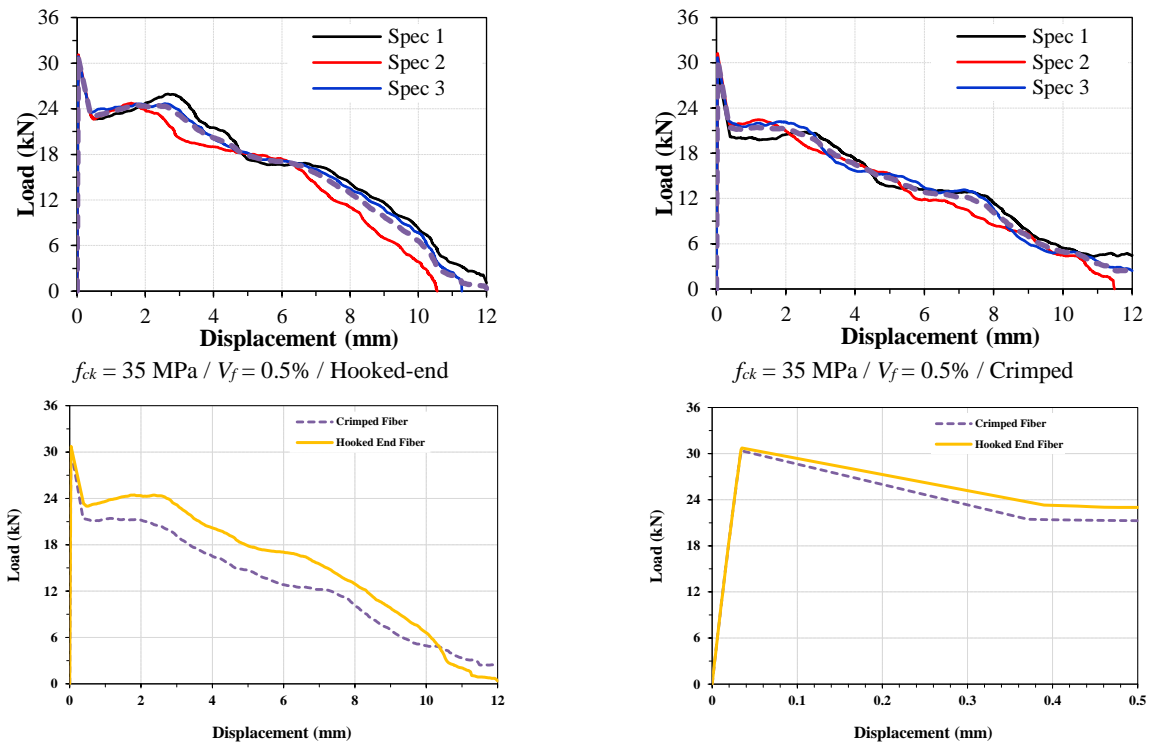 36
30
24
18
12
6
0
Load (kN)
Spec 1
Spec 2
Spec 3
0 2 4 6 8 10 12
Displacement (mm)
fck = 35 MPa / Vf = 0.5% / Hooked-end
36
30
24
18
12
6
0
Load (kN)
Spec 1
Spec 2
Spec 3
0 2 4 6 8 10 12
Displacement (mm)
fck = 35 MPa / Vf = 0.5% / Crimped
36
30
24
18
12
6
0
Load (kN)
Crimped Fiber
Hooked End Fiber
0 2 4 6 8 10 12
Displacement (mm)
36
30
24
18
12
6
0
Load (kN)
Crimped Fiber
Hooked End Fiber
0 0.1 0.2 0.3 0.4 0.5
Displacement (mm)